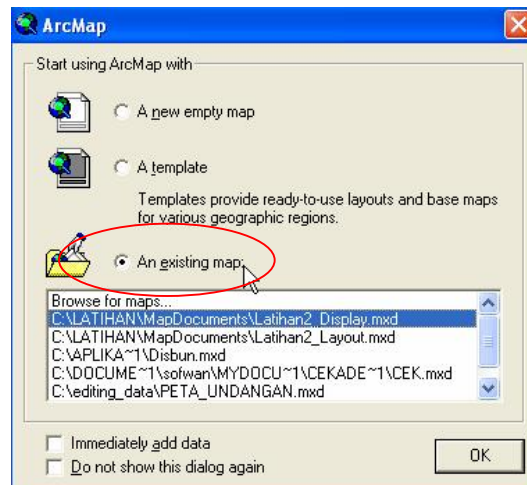 ArcMap
Start using ArcMap with
A new empty map
A template
Templates provide ready-to-use layouts and base maps
for various geographic regions.
An existing map:
Browse for maps...
C:\LATIHAN\MapDocuments\Latihan2_Display.mxd
C:\LATIHAN\MapDocuments\Latihan2_Layout.mxd
C:\APLIKA~1\Disbun.mxd
C:\DOCUME~1\sofwan\MYDOCU~1\CEKADE~1\CEK.mxd
C:\editing_data\PETA_UNDANGAN.mxd
Immediately add data
Do not show this dialog again
OK